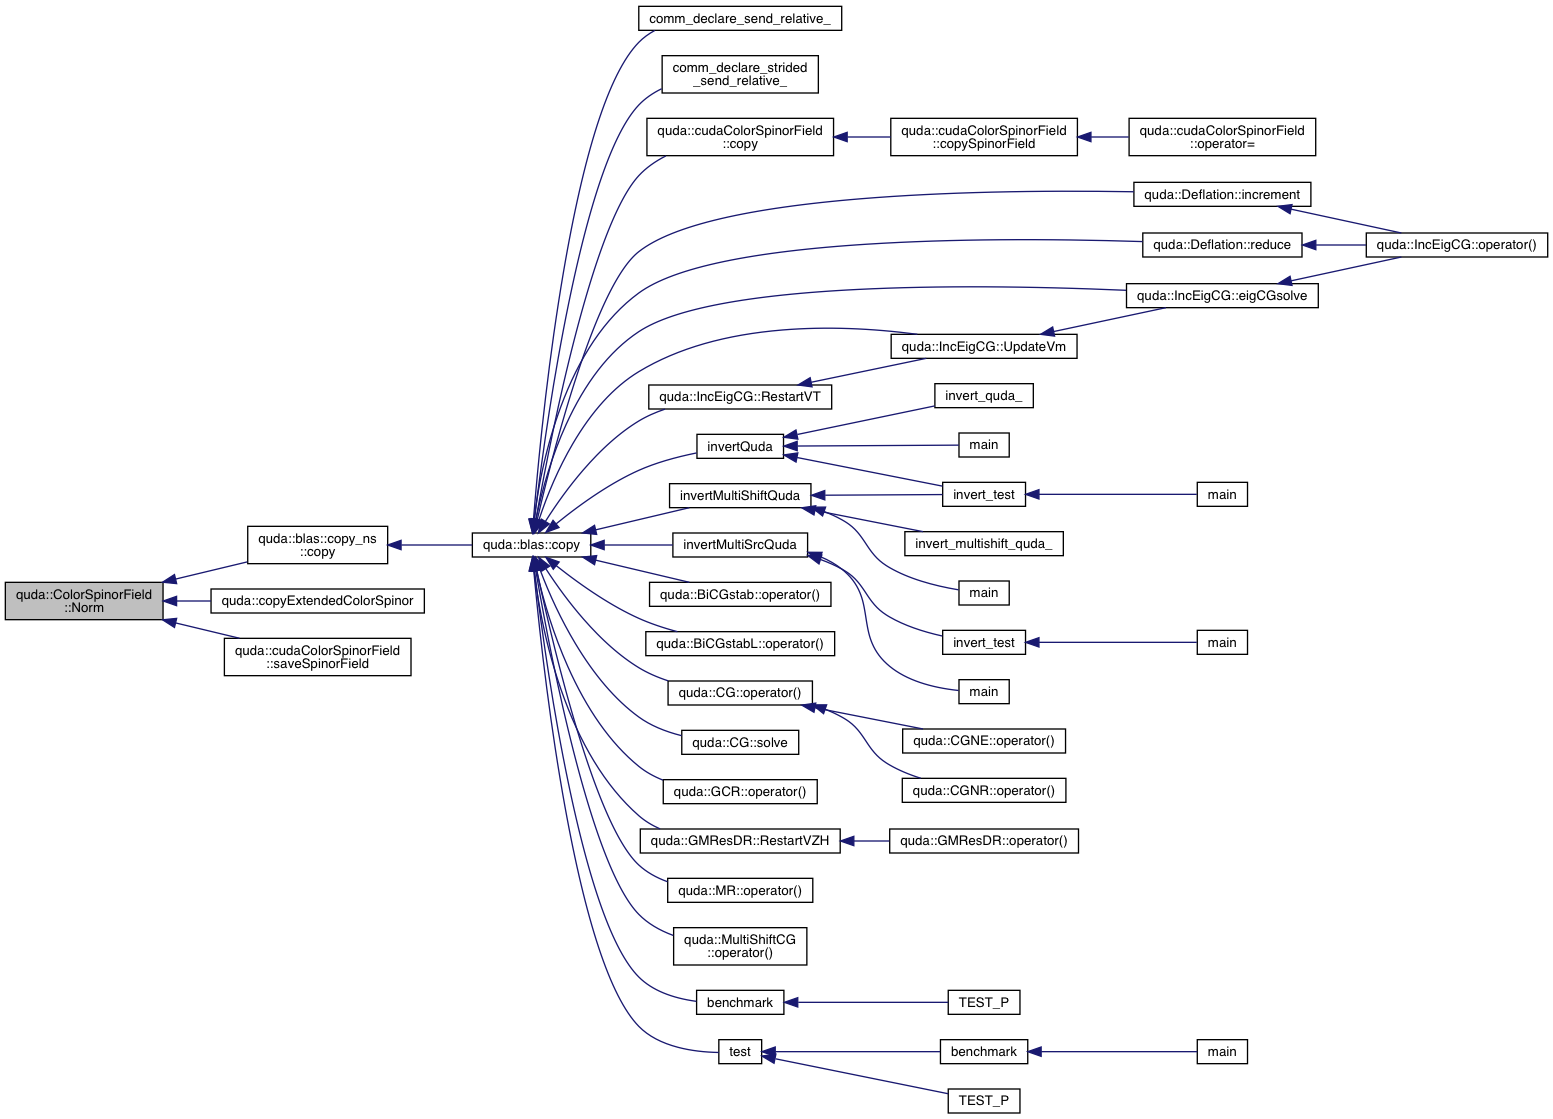 comm_declare_send_relative_
comm_declare_strided
_send_relative_
quda::cudaColorSpinorField
::copy
quda::cudaColorSpinorField
::copySpinorField
quda::cudaColorSpinorField
::operator=
quda::Deflation::increment
quda::Deflation::reduce
quda::IncEigCG::operator()
quda::IncEigCG::eigCGsolve
quda::IncEigCG::UpdateVm
quda::IncEigCG::RestartVT
invert_quda_
invertQuda
main
invertMultiShiftQuda
invert_test
main
quda::blas::copy_ns
::copy
quda::blas::copy
invertMultiSrcQuda
invert_multishift_quda_
quda::ColorSpinorField
::Norm
quda::copyExtendedColorSpinor
quda::BiCGstab::operator()
main
quda::cudaColorSpinorField
::saveSpinorField
quda::BiCGstabL::operator()
invert_test
main
quda::CG::operator()
main
quda::CG::solve
quda::CGNE::operator()
quda::GCR::operator()
quda::CGNR::operator()
quda::GMResDR::RestartVZH
quda::GMResDR::operator()
quda::MR::operator()
quda::MultiShiftCG
::operator()
benchmark
TEST_P
test
benchmark
main
TEST_P